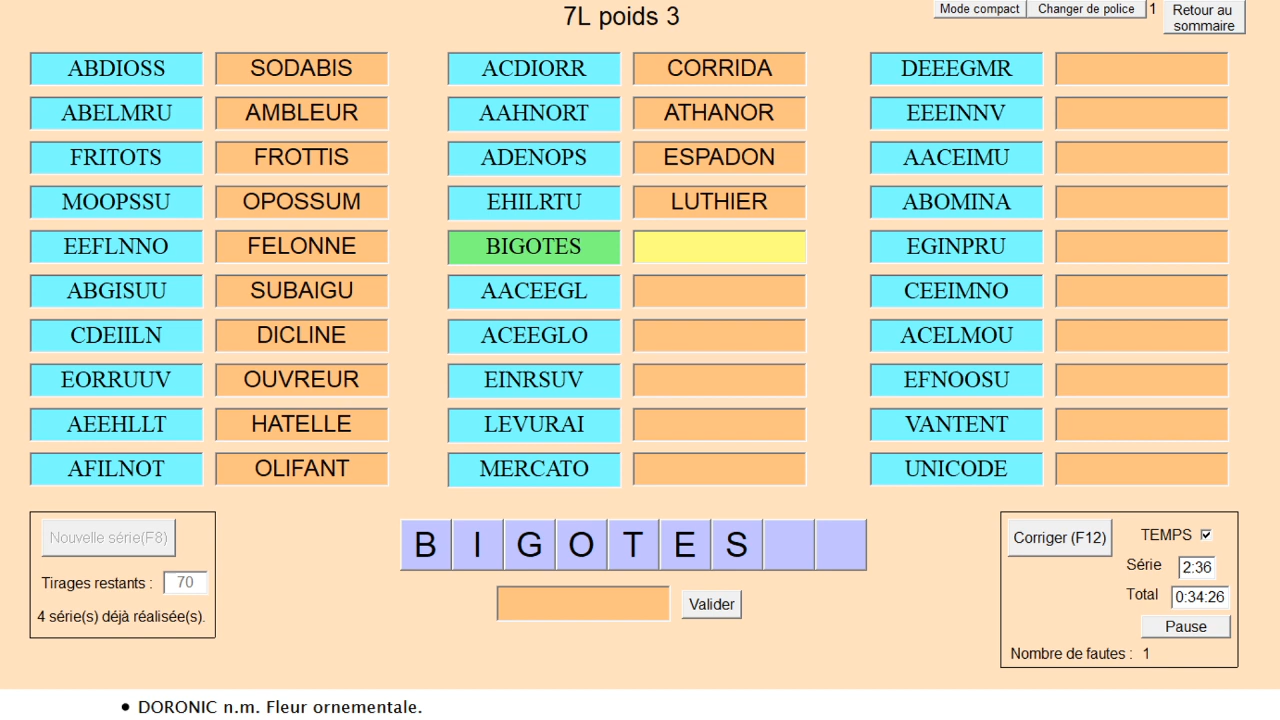 7L poids 3
Mode compact Changer de police 1 Retour au sommaire
ABDIOSS SODABIS ACDIORR CORRIDA DEEEGMR
ABELMRU AMBLEUR AAHNORT ATHANOR EEEINNV
FRITOTS FROTTIS ADENOPS ESPADON AACEIMU
MOOPSSU OPOSSUM EHILRTU LUTHIER ABOMINA
EEFLNNO FELONNE BIGOTES EGINPRU
ABGISUU SUBAIGU AACEEGL CEEIMNO
CDEIILN DICLINE ACEEGLO ACELMOU
EORRUUV OUVREUR EINRSUV EFNOOSU
AEEHLLT HATELLE LEVURAI VANTENT
AFILNOT OLIFANT MERCATO UNICODE
Nouvelle série(F8)
Tirages restants : 70
4 série(s) déjà réalisée(s).
B I G O T E S
Valider
Corriger (F12) TEMPS
Série 2:36
Total 0:34:26
Pause
Nombre de fautes : 1
• DORONIC n.m. Fleur ornementale.